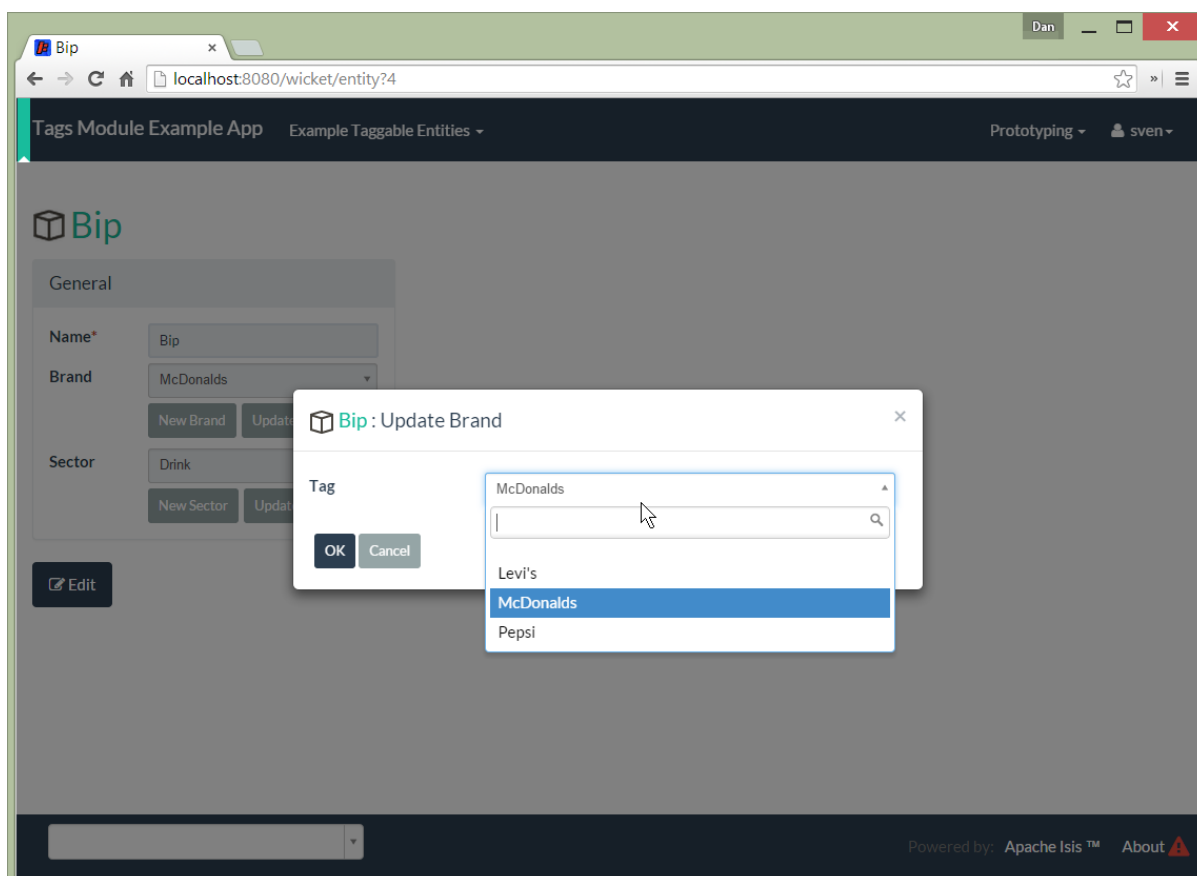 Dan
Bip
localhost:8080/wicket/entity?4
Tags Module Example App Example Taggable Entities Prototyping sven
Bip
General
Name* Bip
Brand McDonalds
New Brand Update
Sector Drink
New Sector Updat
Edit
Bip : Update Brand
Tag McDonalds
OK Cancel
Levi's
McDonalds
Pepsi
Powered by: Apache Isis ™ About